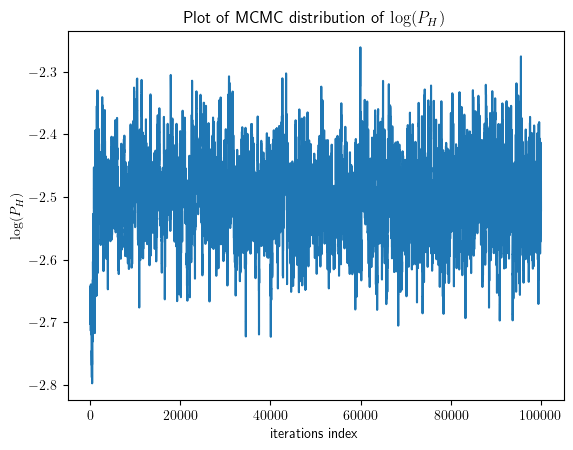 Plot of MCMC distribution of log(P_H)
−2.3
−2.4
−2.5
−2.6
−2.7
−2.8
log(P_H)
0 20000 40000 60000 80000 100000
iterations index